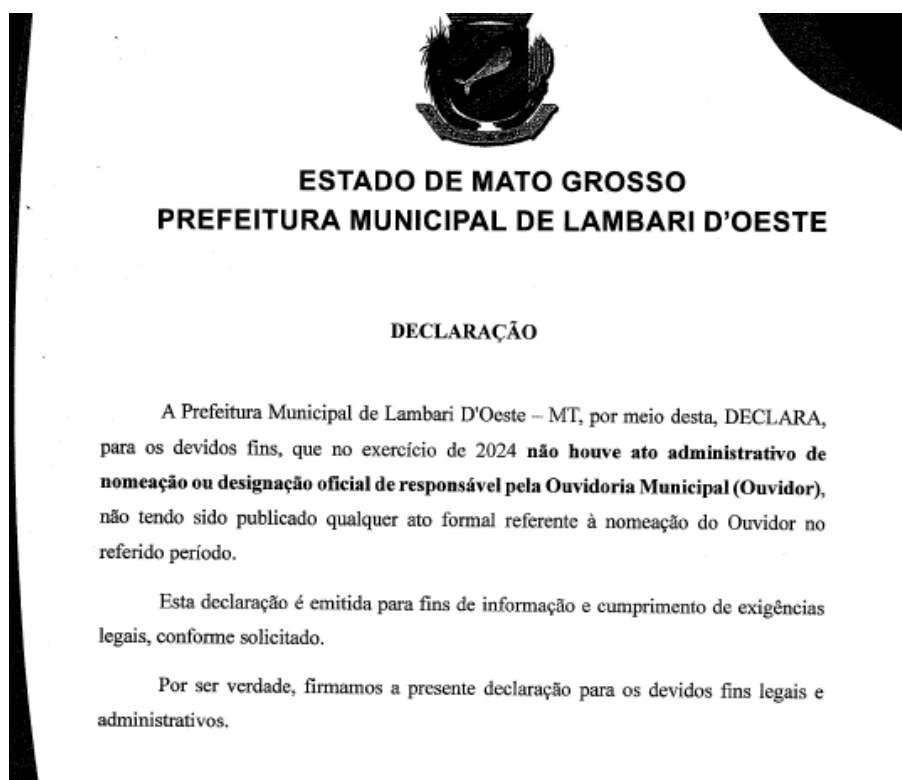 ESTADO DE MATO GROSSO
PREFEITURA MUNICIPAL DE LAMBARI D’OESTE
DECLARAÇÃO
A Prefeitura Municipal de Lambari D'Oeste – MT, por meio desta, DECLARA,
para os devidos fins, que no exercício de 2024 não houve ato administrativo de
nomeação ou designação oficial de responsável pela Ouvidoria Municipal (Ouvidor),
não tendo sido publicado qualquer ato formal referente à nomeação do Ouvidor no
referido período.
Esta declaração é emitida para fins de informação e cumprimento de exigências
legais, conforme solicitado.
Por ser verdade, firmamos a presente declaração para os devidos fins legais e
administrativos.